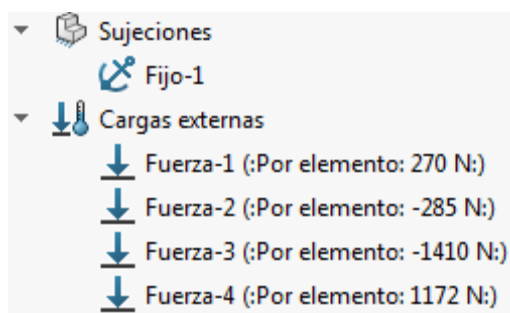 Sujeciones
Fijo-1
Cargas externas
Fuerza-1 (:Por elemento: 270 N:)
Fuerza-2 (:Por elemento: -285 N:)
Fuerza-3 (:Por elemento: -1410 N:)
Fuerza-4 (:Por elemento: 1172 N:)